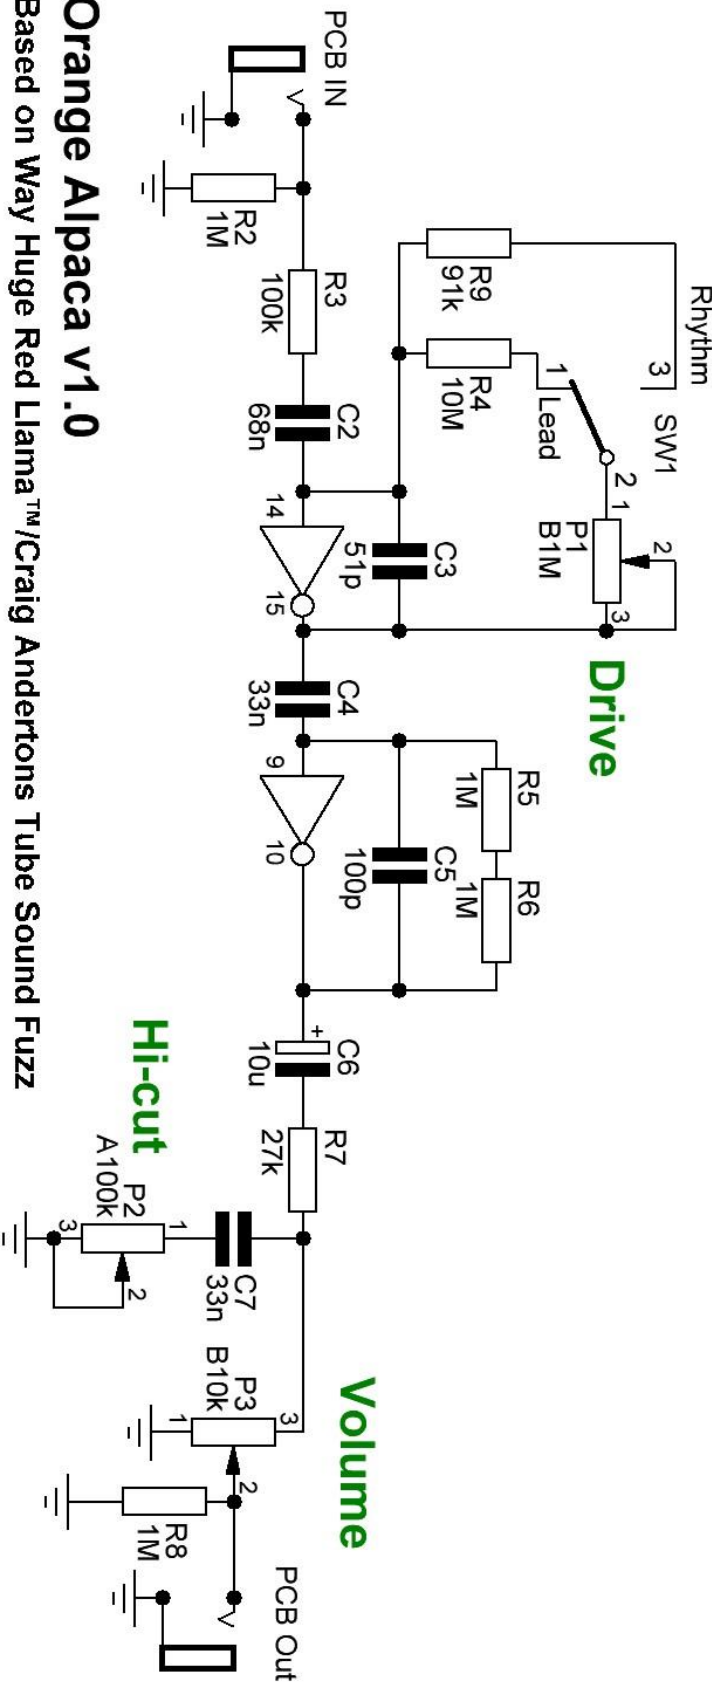 Rhythm
3
SW1
R9
91k
R4
10M
1
Lead
2
1
P1
B1M
2
3
Drive
PCB IN
R2
1M
R3
100k
C2
68n
14
15
C3
51p
C4
33n
9
10
R5
1M
R6
1M
C5
100p
+
C6
10u
R7
27k
Volume
Hi-cut
C7
33n
P2
A100k
1
2
3
P3
B10k
3
1
2
R8
1M
PCB Out
Orange Alpaca v1.0
Based on Way Huge Red Llama™/Craig Andertons Tube Sound Fuzz